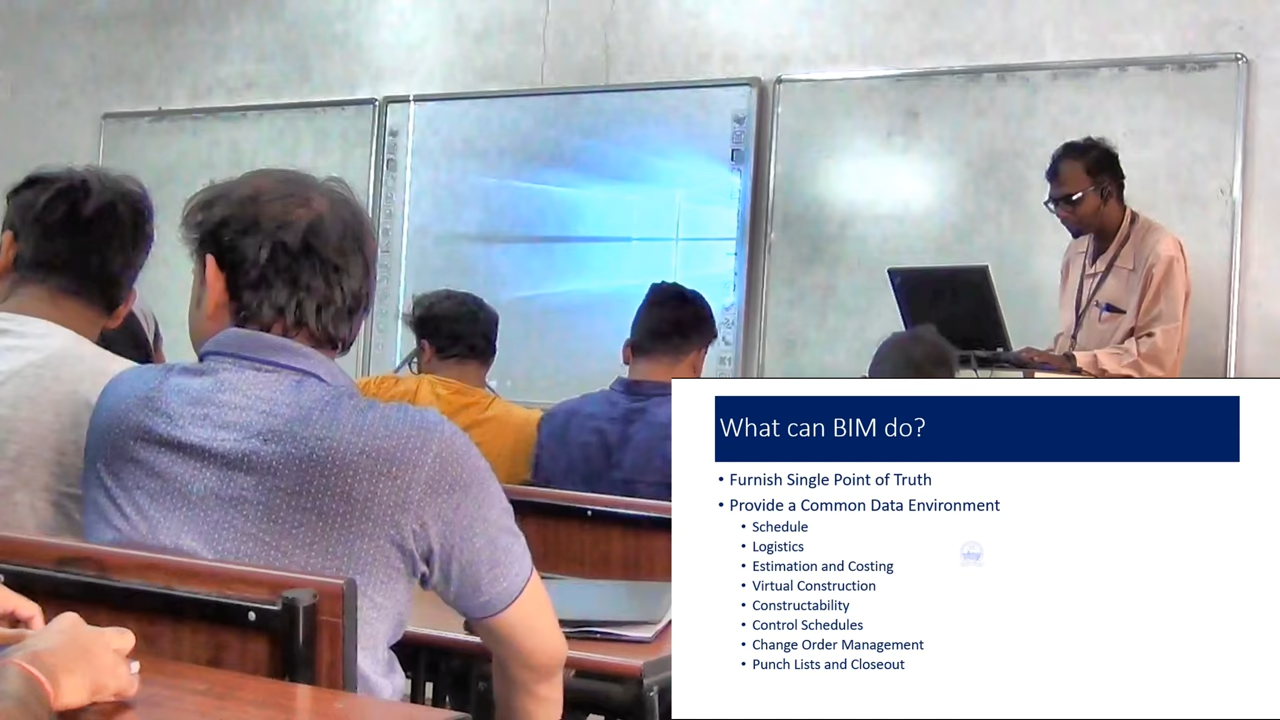 What can BIM do?
• Furnish Single Point of Truth
• Provide a Common Data Environment
• Schedule
• Logistics
• Estimation and Costing
• Virtual Construction
• Constructability
• Control Schedules
• Change Order Management
• Punch Lists and Closeout